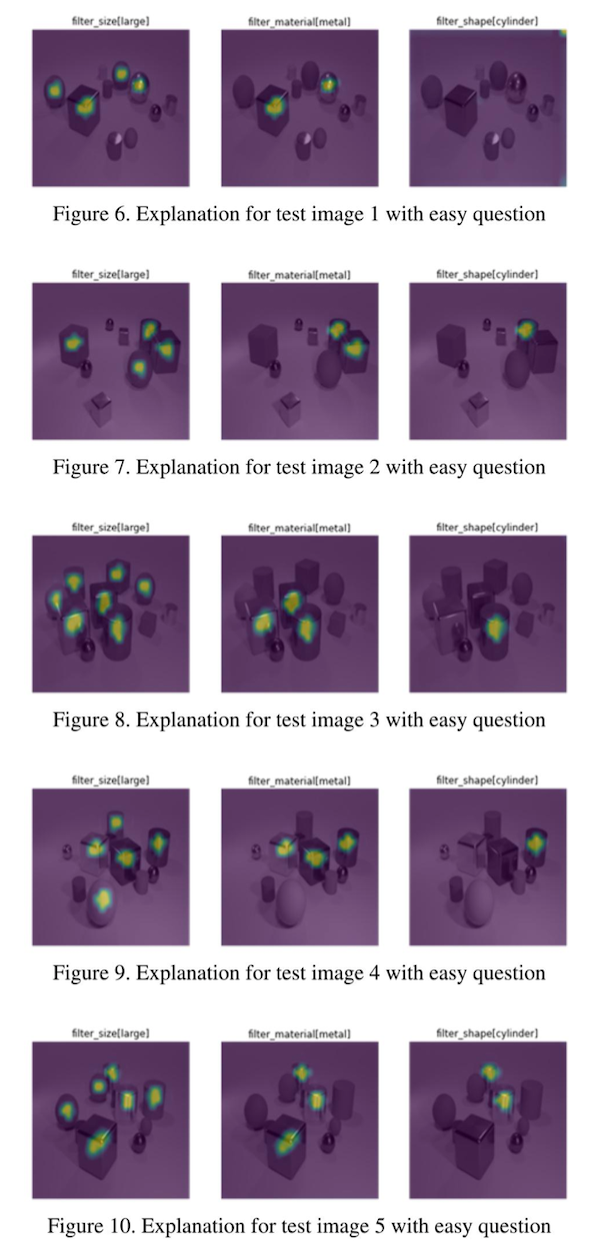 filter_size[large] filter_material[metal] filter_shape[cylinder]
Figure 6. Explanation for test image 1 with easy question
filter_size[large] filter_material[metal] filter_shape[cylinder]
Figure 7. Explanation for test image 2 with easy question
filter_size[large] filter_material[metal] filter_shape[cylinder]
Figure 8. Explanation for test image 3 with easy question
filter_size[large] filter_material[metal] filter_shape[cylinder]
Figure 9. Explanation for test image 4 with easy question
filter_size[large] filter_material[metal] filter_shape[cylinder]
Figure 10. Explanation for test image 5 with easy question